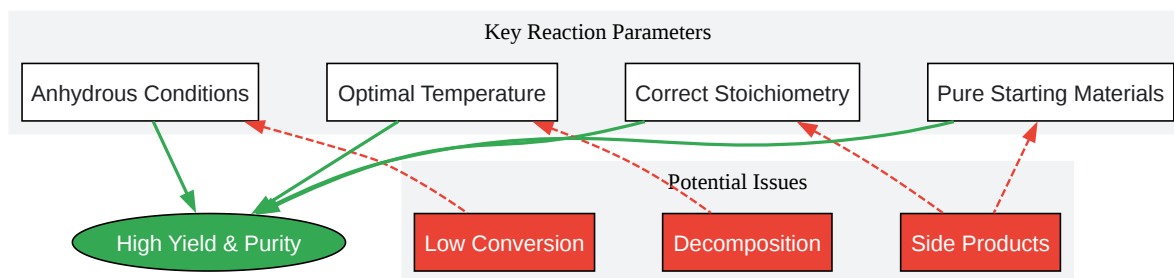 Key Reaction Parameters
Anhydrous Conditions
Optimal Temperature
Correct Stoichiometry
Pure Starting Materials
Potential Issues
High Yield & Purity
Low Conversion
Decomposition
Side Products